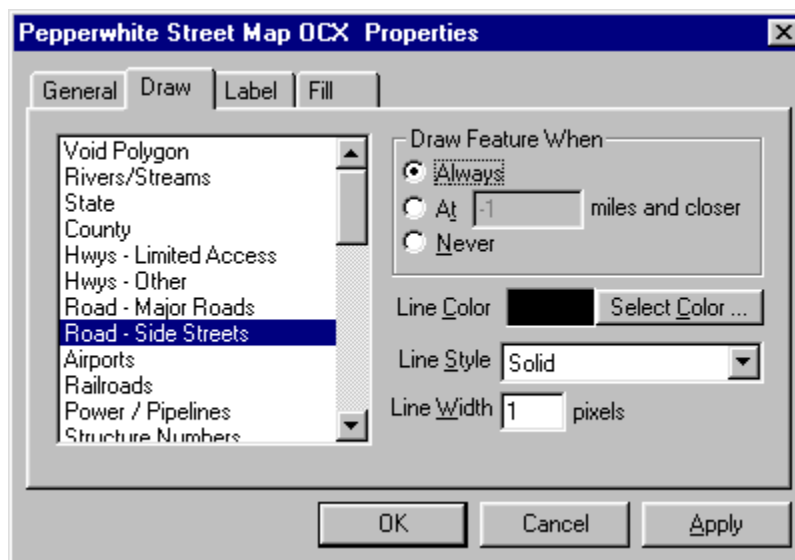 Pepperwhite Street Map OCX Properties
General Draw Label Fill
Void Polygon
Rivers/Streams
State
County
Hwys - Limited Access
Hwys - Other
Road - Major Roads
Road - Side Streets
Airports
Railroads
Power / Pipelines
Structure Numbers
Draw Feature When
Always
At -1 miles and closer
Never
Line Color Select Color ...
Line Style Solid
Line Width 1 pixels
OK Cancel Apply